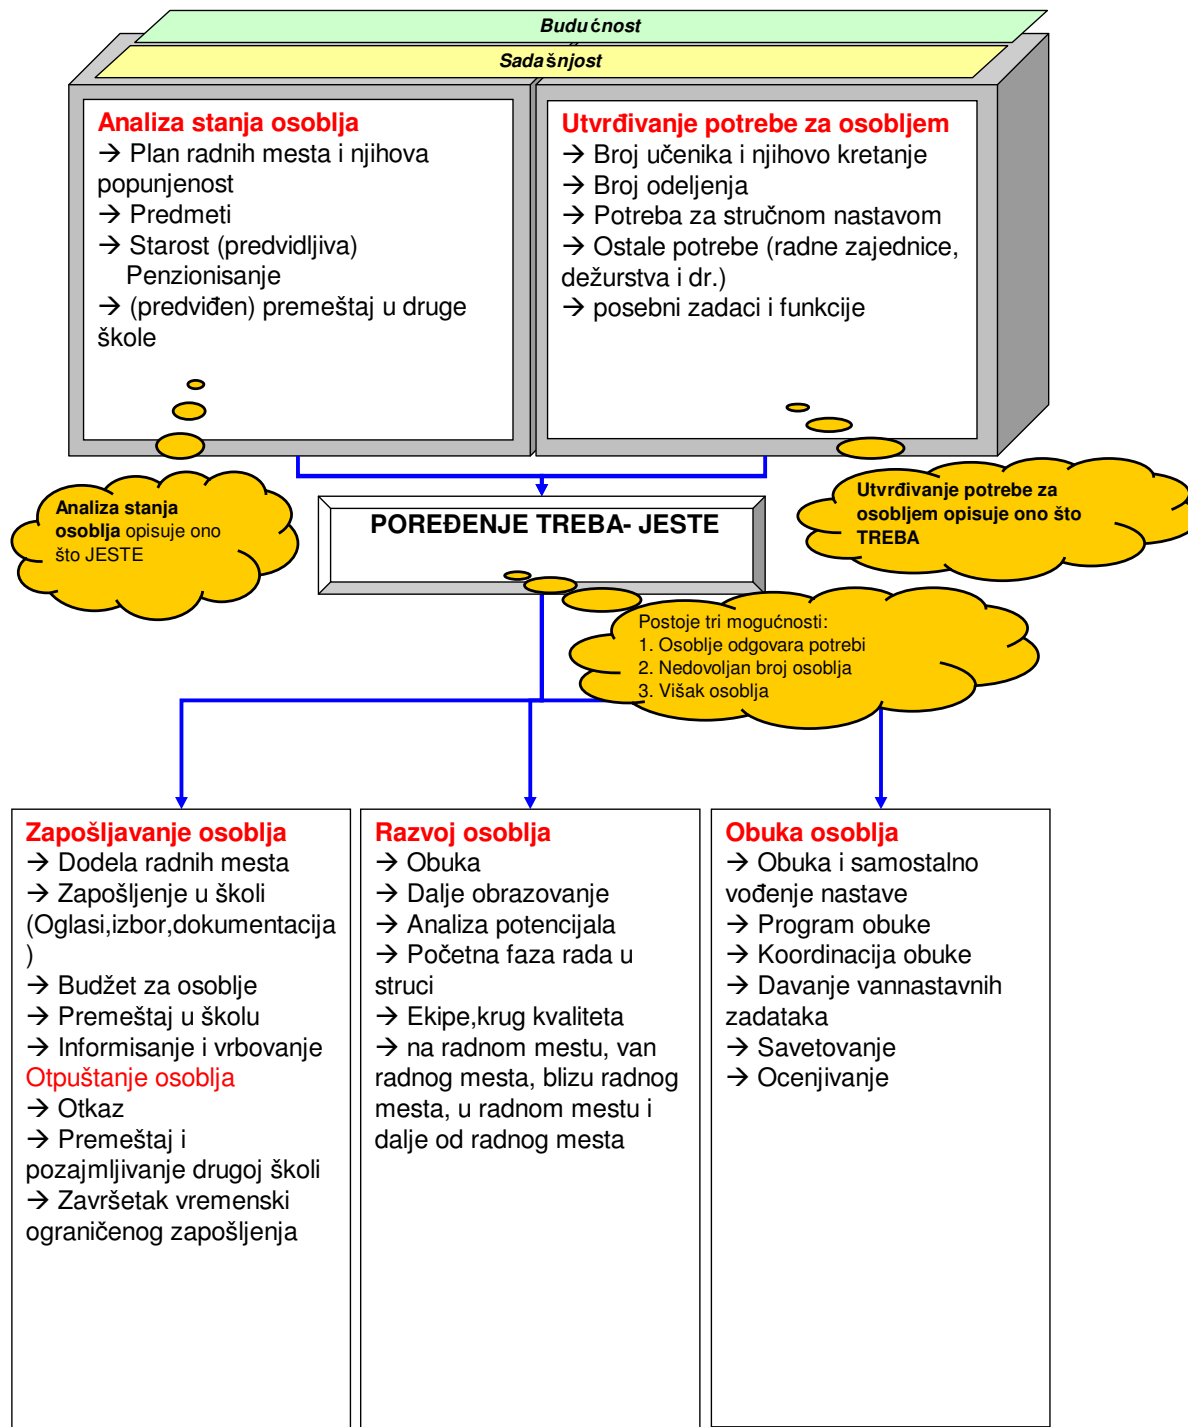 Budućnost
Sadašnjost
Analiza stanja osoblja
→ Plan radnih mesta i njihova
popunjenost
→ Predmeti
→ Starost (predvidljiva)
Penzionisanje
→ (predviđen) premeštaj u druge
škole
Utvrđivanje potrebe za osobljem
→ Broj učenika i njihovo kretanje
→ Broj odeljenja
→ Potreba za stručnom nastavom
→ Ostale potrebe (radne zajednice,
dežurstva i dr.)
→ posebni zadaci i funkcije
Analiza stanja
osoblja opisuje ono
što JESTE
POREĐENJE TREBA- JESTE
Utvrđivanje potrebe za
osobljem opisuje ono što
TREBA
Postoje tri mogućnosti:
1. Osoblje odgovara potrebi
2. Nedovoljan broj osoblja
3. Višak osoblja
Zapošljavanje osoblja
→ Dodela radnih mesta
→ Zapošljenje u školi
(Oglasi,izbor,dokumentacija
)
→ Budžet za osoblje
→ Premeštaj u školu
→ Informisanje i vrbovanje
Otpuštanje osoblja
→ Otkaz
→ Premeštaj i
pozajmljivanje drugoj školi
→ Završetak vremenski
ograničenog zapošljenja
Razvoj osoblja
→ Obuka
→ Dalje obrazovanje
→ Analiza potencijala
→ Početna faza rada u
struci
→ Ekipe,krug kvaliteta
→ na radnom mestu, van
radnog mesta, blizu radnog
mesta, u radnom mestu i
dalje od radnog mesta
Obuka osoblja
→ Obuka i samostalno
vođenje nastave
→ Program obuke
→ Koordinacija obuke
→ Davanje vannastavnih
zadataka
→ Savetovanje
→ Ocenjivanje